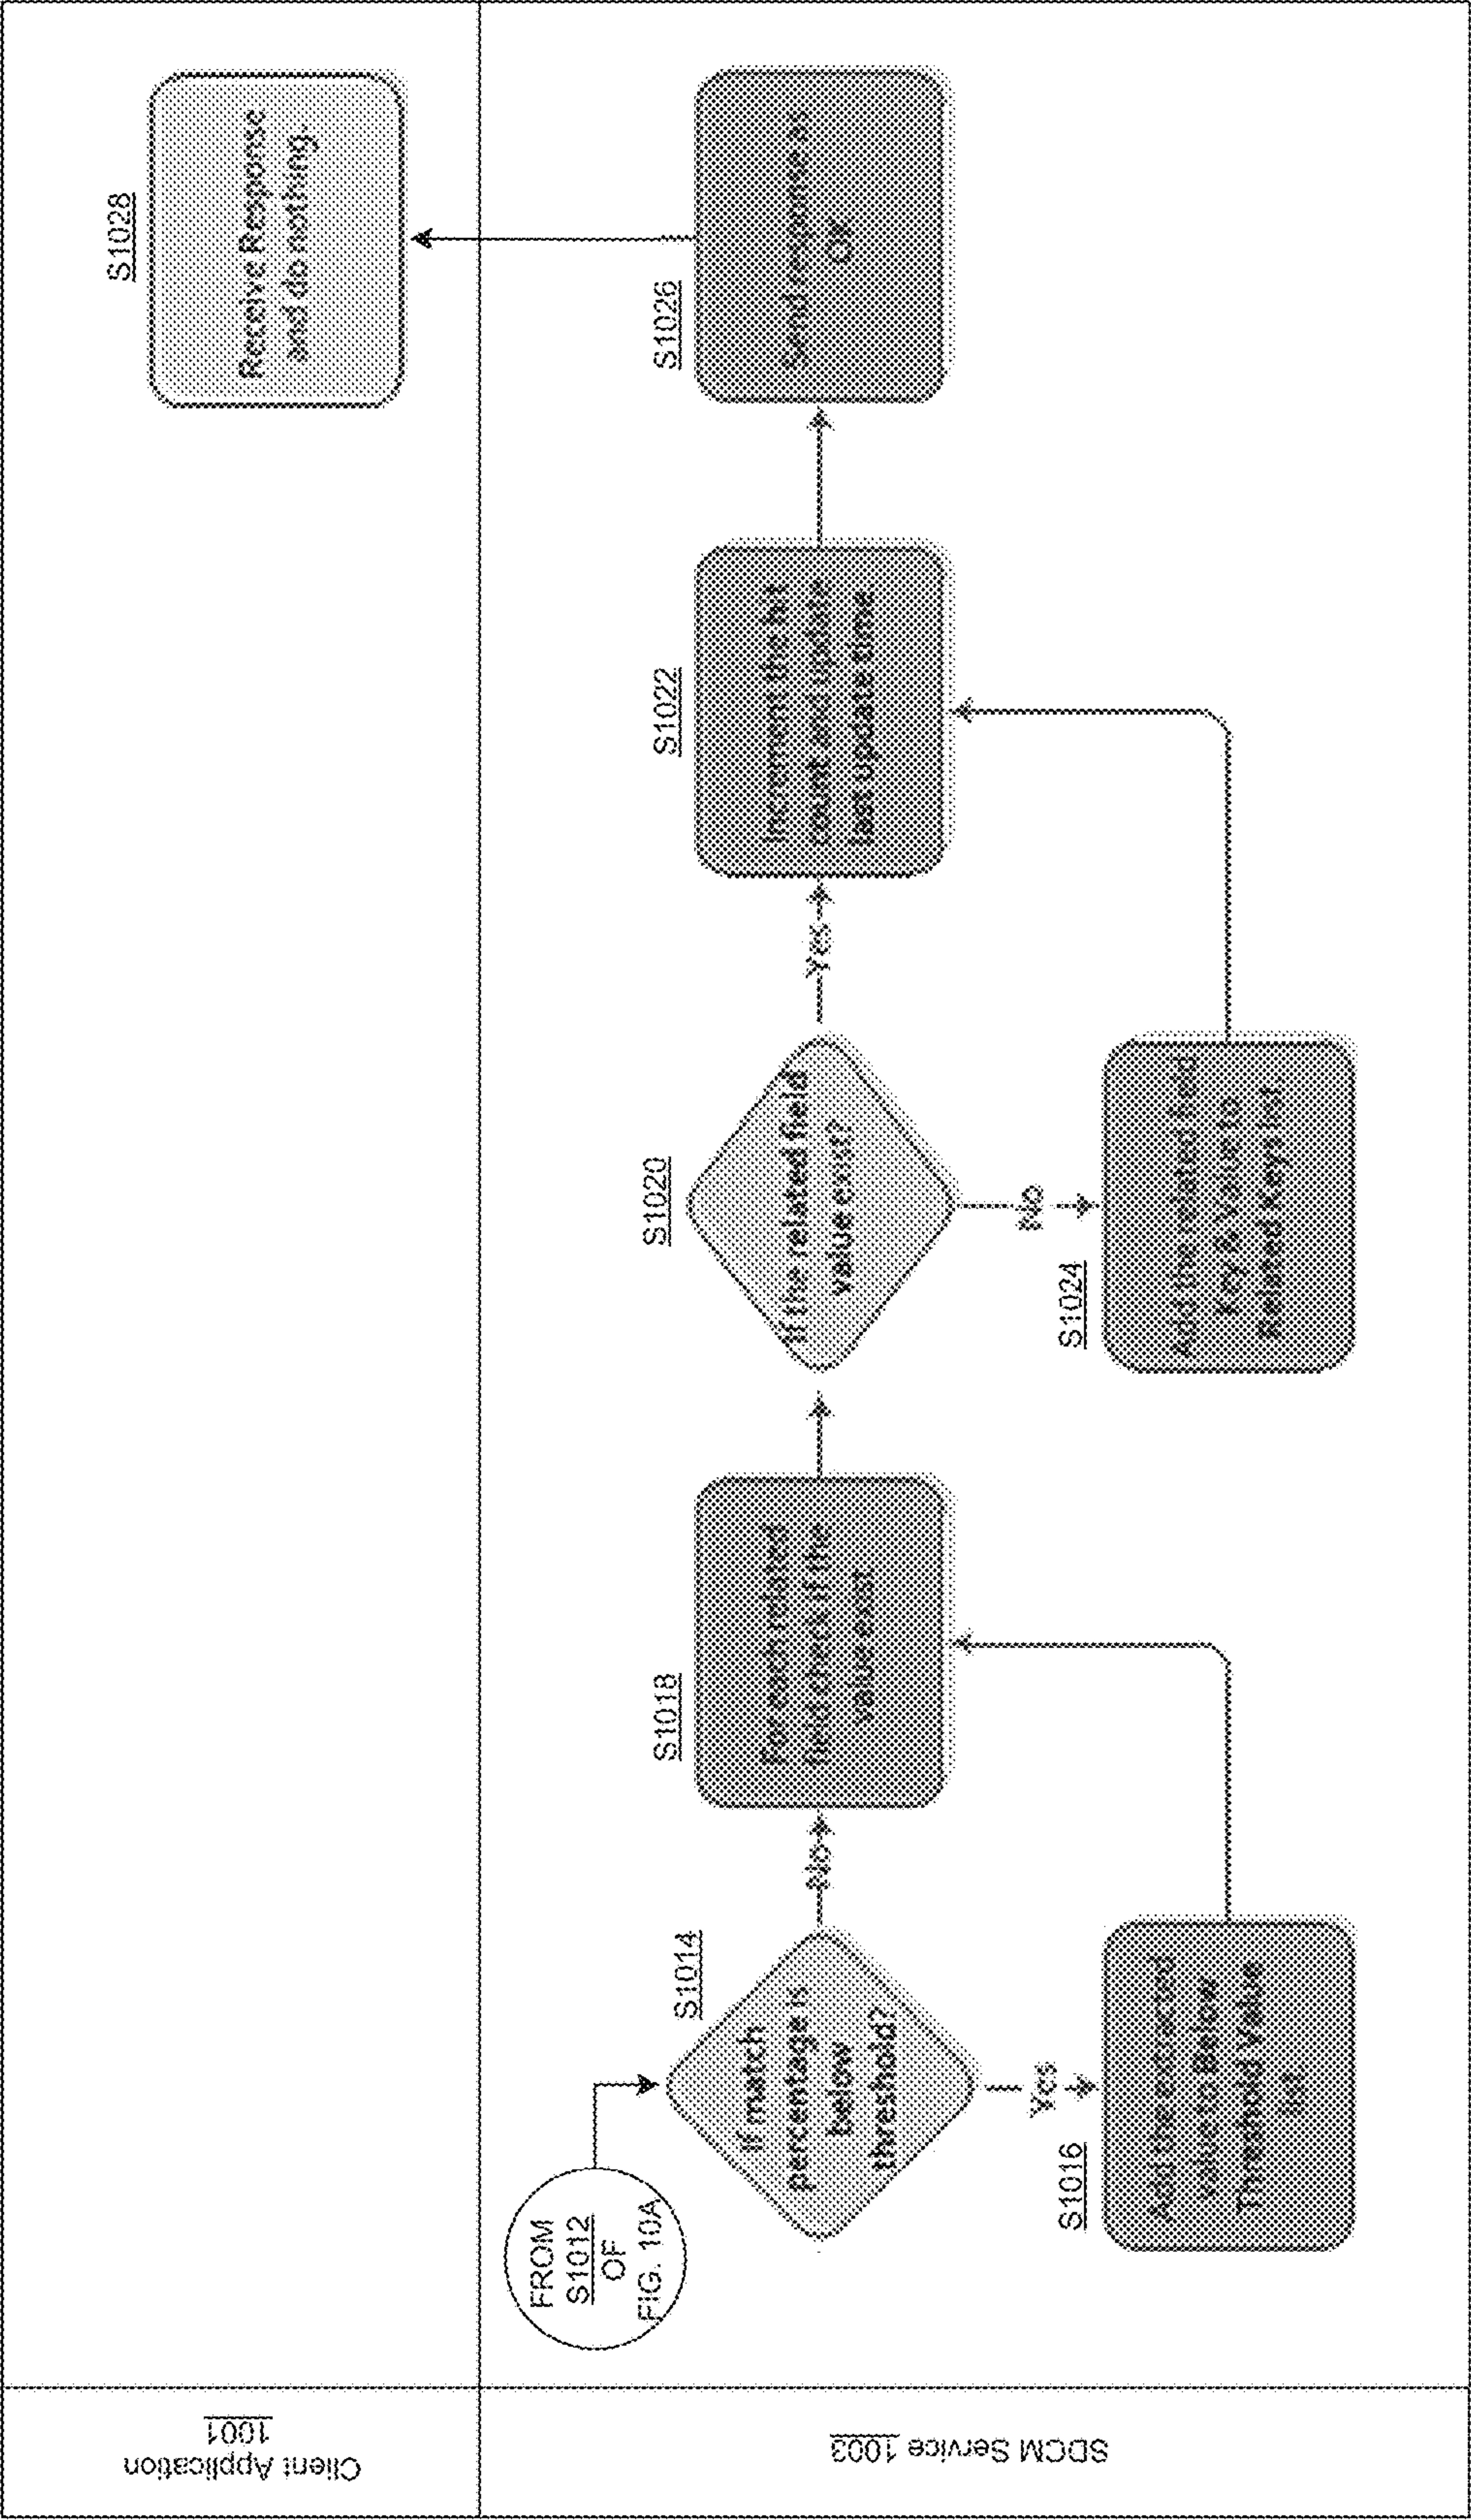 Client Application
1001
S1028
Receive Response
and do nothing.
SDCM Service 1003
FROM
S1012
OF
FIG. 10A
S1014
If match
percentage is
below
threshold?
No
Yes
S1016
Add the extracted
value to Below
Threshold Value
list
S1018
For each related
field check if the
value exist
S1020
If the related field
value exist?
Yes
No
S1024
Add the related field
Key & Value to
Related Keys list.
S1022
Increment the hit
count and update
last update time.
S1026
Send response as
OK